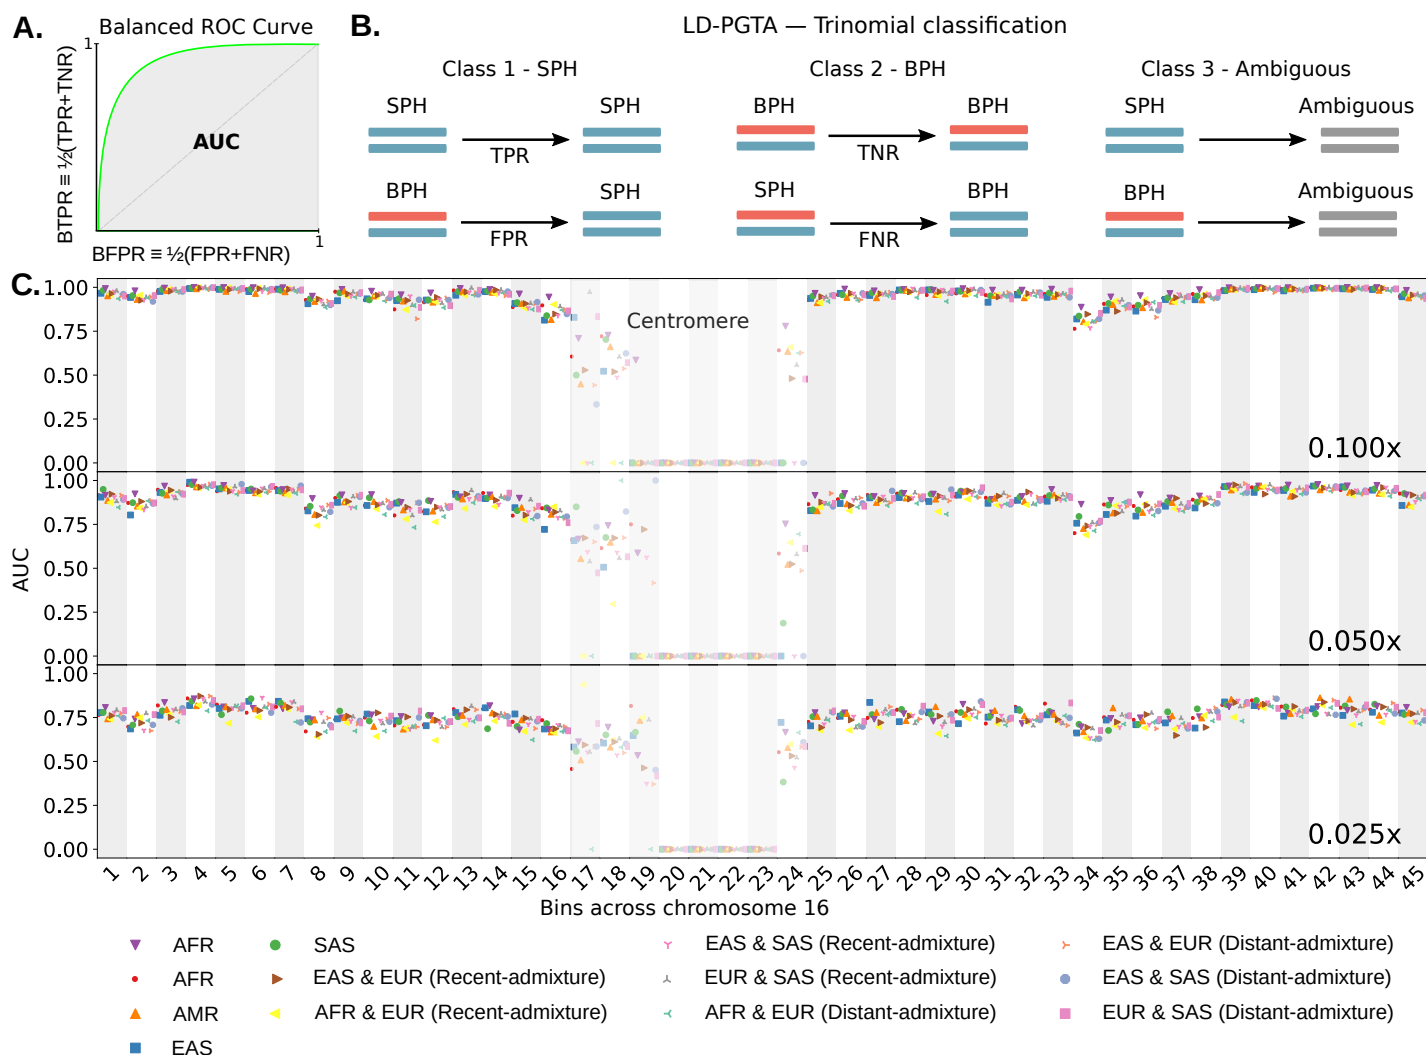 A.
Balanced ROC Curve
1
AUC
BTPR ≡ ½(TPR+TNR)
1
BFPR ≡ ½(FPR+FNR)
B.
LD-PGTA — Trinomial classification
Class 1 - SPH
Class 2 - BPH
Class 3 - Ambiguous
SPH
SPH
BPH
BPH
SPH
Ambiguous
TPR
TNR
BPH
SPH
SPH
BPH
BPH
Ambiguous
FPR
FNR
C.
1.00
0.75
0.50
0.25
0.00
Centromere
0.100x
1.00
0.75
0.50
0.25
0.00
0.050x
AUC
1.00
0.75
0.50
0.25
0.00
0.025x
1 2 3 4 5 6 7 8 9 10 11 12 13 14 15 16 17 18 19 20 21 22 23 24 25 26 27 28 29 30 31 32 33 34 35 36 37 38 39 40 41 42 43 44 45
Bins across chromosome 16
AFR
SAS
EAS & SAS (Recent-admixture)
EAS & EUR (Distant-admixture)
AFR
EAS & EUR (Recent-admixture)
EUR & SAS (Recent-admixture)
EAS & SAS (Distant-admixture)
AMR
AFR & EUR (Recent-admixture)
AFR & EUR (Distant-admixture)
EUR & SAS (Distant-admixture)
EAS